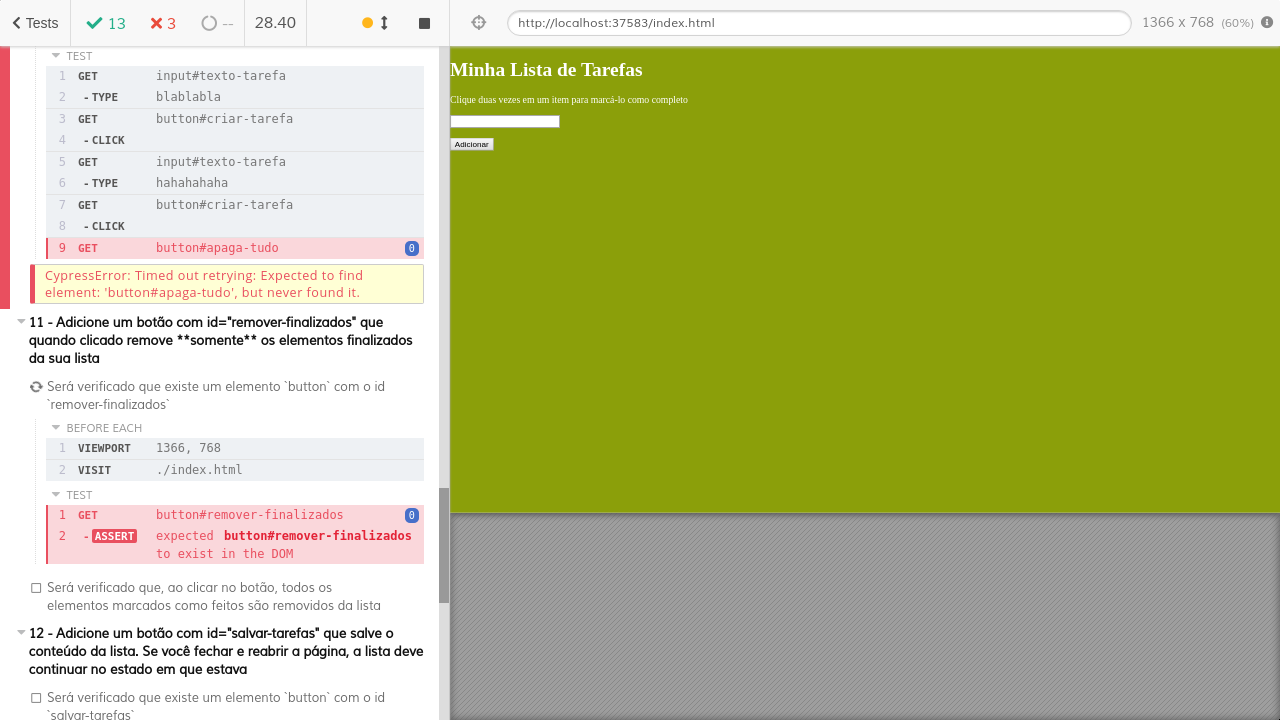 Tests 13 3 -- 28.40 http://localhost:37583/index.html 1366 x 768 (60%)
TEST
1 GET input#texto-tarefa
2 - TYPE blablabla
3 GET button#criar-tarefa
4 - CLICK
5 GET input#texto-tarefa
6 - TYPE hahahahaha
7 GET button#criar-tarefa
8 - CLICK
9 GET button#apaga-tudo 0
CypressError: Timed out retrying: Expected to find
element: 'button#apaga-tudo', but never found it.
11 - Adicione um botão com id="remover-finalizados" que
quando clicado remove **somente** os elementos finalizados
da sua lista
Será verificado que existe um elemento `button` com o id
`remover-finalizados`
BEFORE EACH
1 VIEWPORT 1366, 768
2 VISIT ./index.html
TEST
1 GET button#remover-finalizados 0
2 - ASSERT expected button#remover-finalizados
to exist in the DOM
Será verificado que, ao clicar no botão, todos os
elementos marcados como feitos são removidos da lista
12 - Adicione um botão com id="salvar-tarefas" que salve o
conteúdo da lista. Se você fechar e reabrir a página, a lista deve
continuar no estado em que estava
Será verificado que existe um elemento `button` com o id
`salvar-tarefas`
Minha Lista de Tarefas
Clique duas vezes em um item para marcá-lo como completo
Adicionar